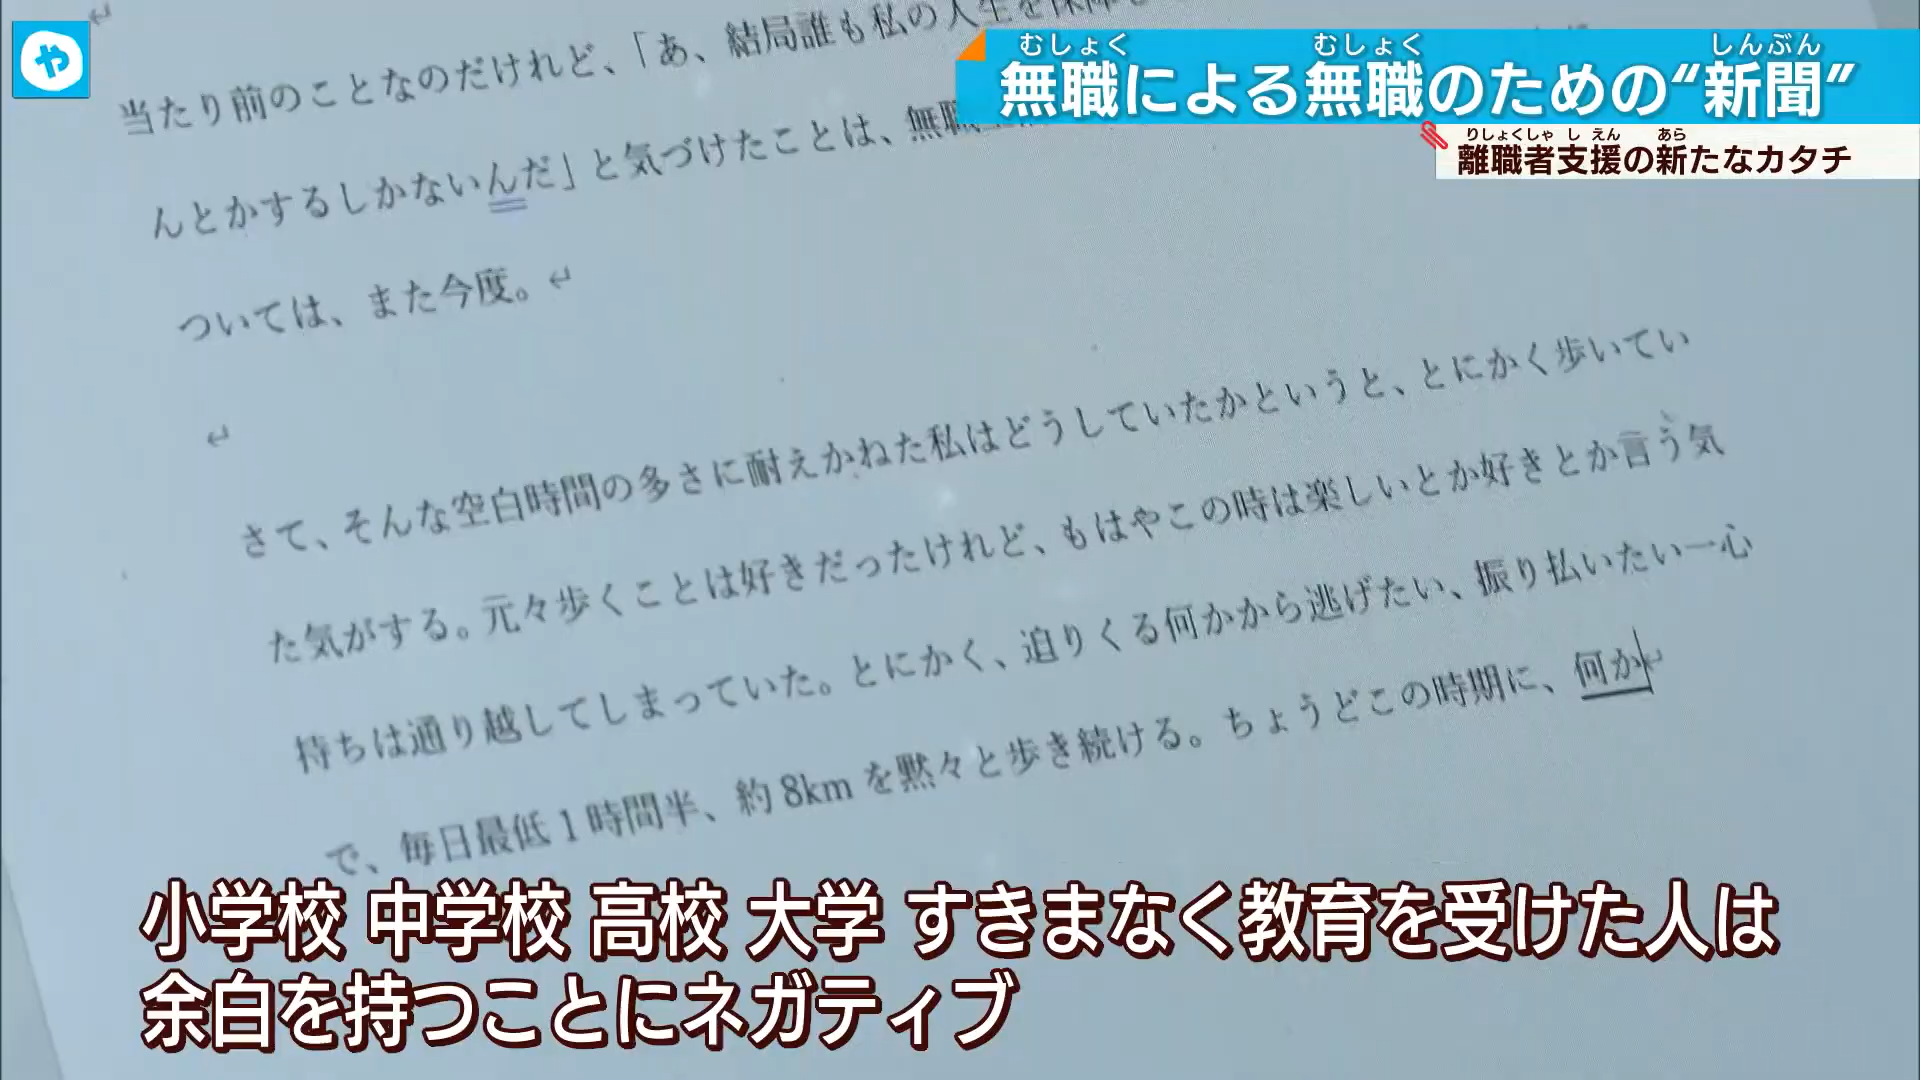 や
むしょく むしょく しんぶん
無職による無職のための“新聞”
りしょくしゃ し えん あら
離職者支援の新たなカタチ
当たり前のことなのだけれど、「あ、結局誰も私の人生を保障
んとかするしかないんだ」と気づけたことは、無職
ついては、また今度。
さて、そんな空白時間の多さに耐えかねた私はどうしていたかというと、とにかく歩いてい
た気がする。元々歩くことは好きだったけれど、もはやこの時は楽しいとか好きとか言う気
持ちは通り越してしまっていた。とにかく、迫りくる何かから逃げたい、振り払いたい一心
で、毎日最低1時間半、約8kmを黙々と歩き続ける。ちょうどこの時期に、何か
小学校 中学校 高校 大学 すきまなく教育を受けた人は
余白を持つことにネガティブ